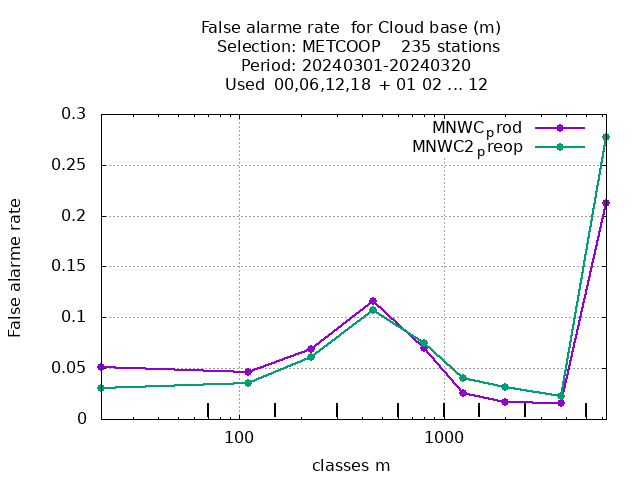 False alarme rate  for Cloud base (m)
Selection: METCOOP    235 stations
Period: 20240301-20240320
Used  00,06,12,18 + 01 02 ... 12
MNWCprod
MNWC2preop
0.3
0.25
0.2
0.15
0.1
0.05
0
False alarme rate
100
1000
classes m